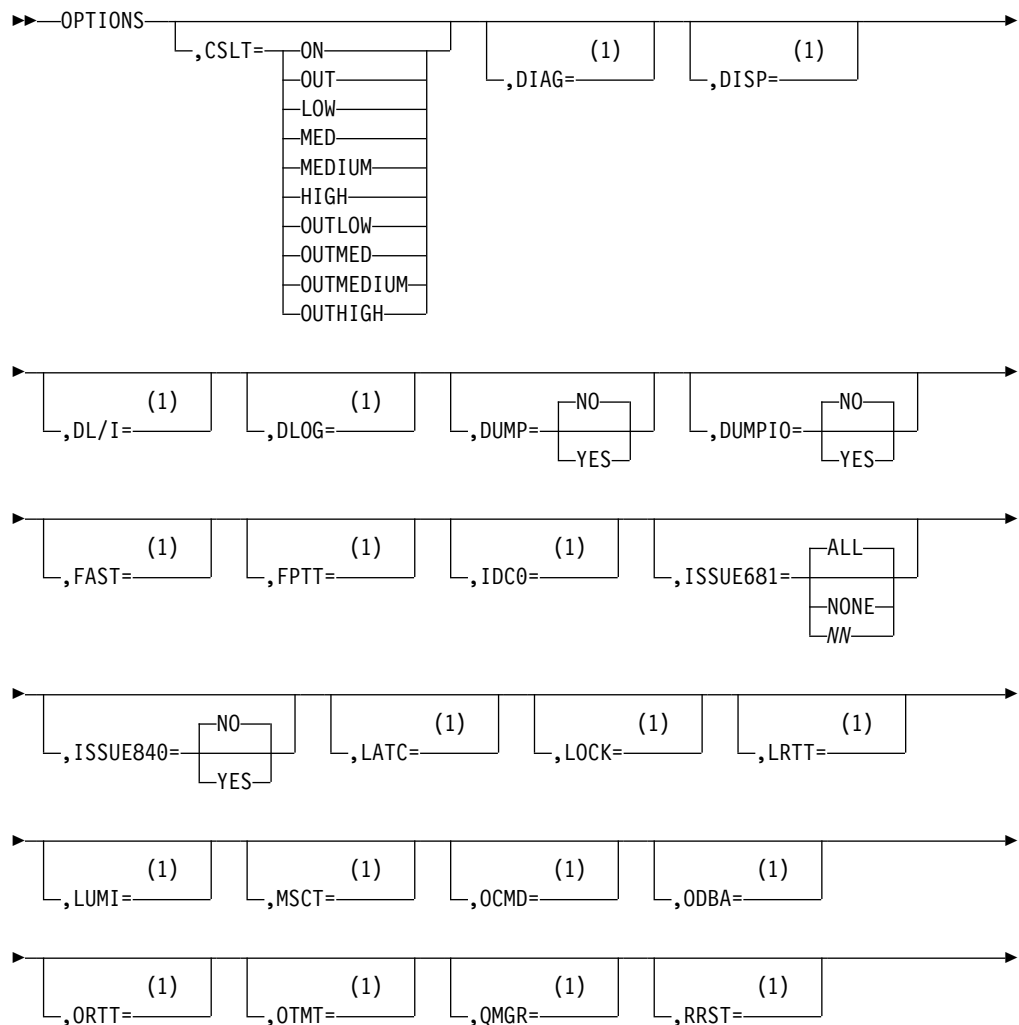 OPTIONS
,CSLT= ON (1) (1)
OUT ,DIAG= ,DISP=
LOW
MED
MEDIUM
HIGH
OUTLOW
OUTMED
OUTMEDIUM
OUTHIGH
(1) (1) NO NO
,DL/I= ,DLOG= ,DUMP= ,DUMPIO=
YES YES
(1) (1) (1) ALL
,FAST= ,FPTT= ,IDC0= ,ISSUE681=
NONE
NN
NO (1) (1) (1)
,ISSUE840= ,LATC= ,LOCK= ,LRTT=
YES
(1) (1) (1) (1)
,LUMI= ,MSCT= ,OCMD= ,ODBA=
(1) (1) (1) (1)
,ORTT= ,OTMT= ,QMGR= ,RRST=